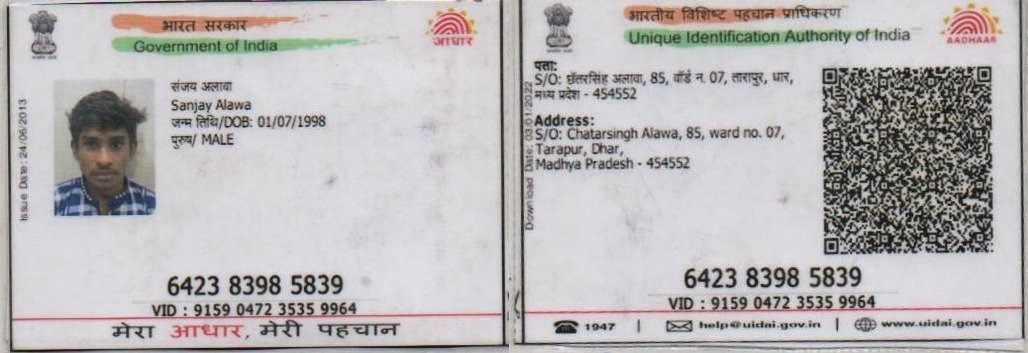 भारत सरकार
Government of India
आधार
Issue Date: 24/06/2013
संजय अलावा
Sanjay Alawa
जन्म तिथि/DOB: 01/07/1998
पुरुष/ MALE
6423 8398 5839
VID : 9159 0472 3535 9964
मेरा आधार, मेरी पहचान
भारतीय विशिष्ट पहचान प्राधिकरण
Unique Identification Authority of India
AADHAAR
Download Date: 03/01/2022
पता:
S/O: छॅतरसिंह अलावा, 85, वॉर्ड न. 07, तारापुर, धार,
मध्य प्रदेश - 454552
Address:
S/O: Chatarsingh Alawa, 85, ward no. 07,
Tarapur, Dhar,
Madhya Pradesh - 454552
6423 8398 5839
VID : 9159 0472 3535 9964
1947 | help@uidai.gov.in | www.uidai.gov.in